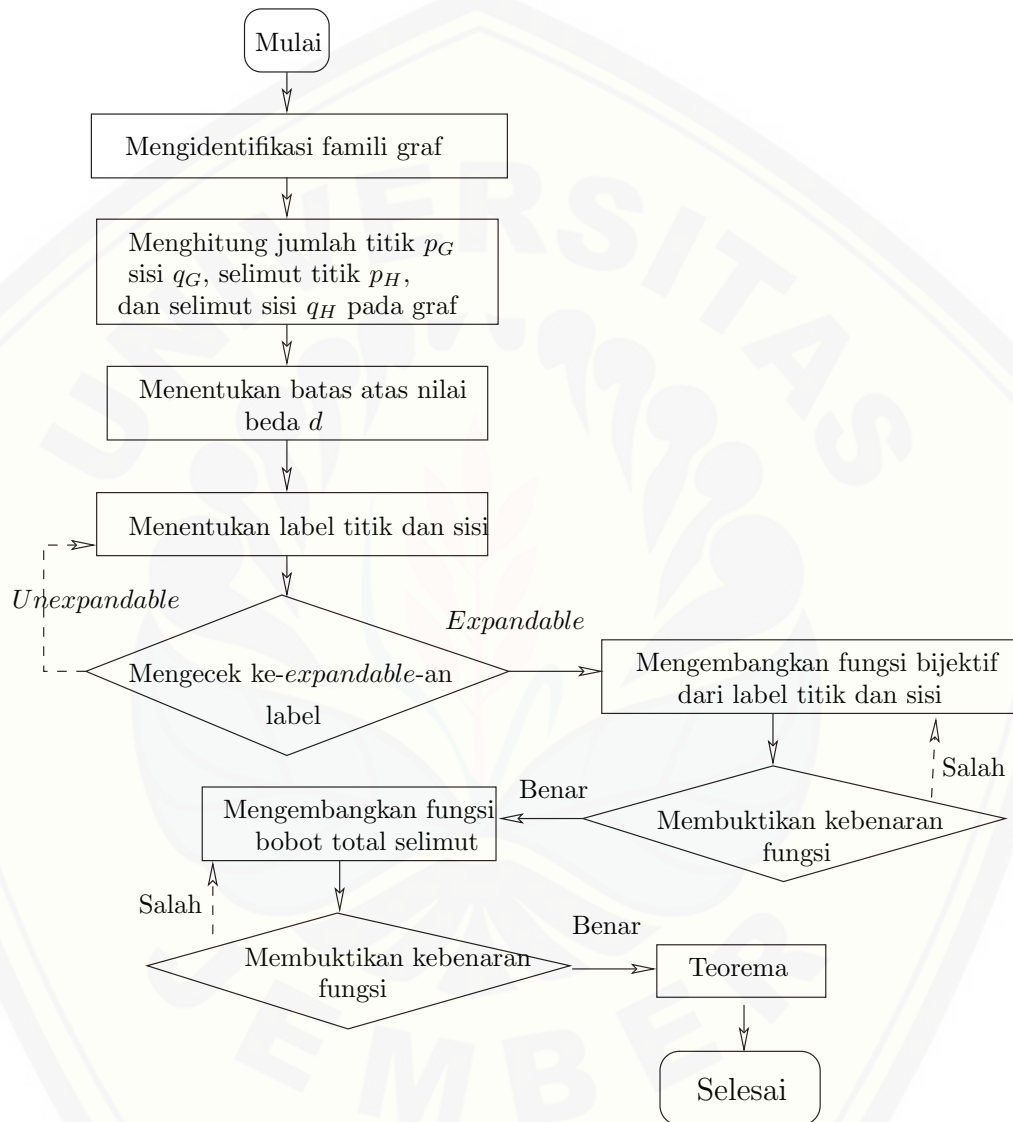 Mulai
Mengidentifikasi famili graf
Menghitung jumlah titik p_G
sisi q_G, selimut titik p_H,
dan selimut sisi q_H pada graf
Menentukan batas atas nilai
beda d
Menentukan label titik dan sisi
Unexpandable
Expandable
Mengecek ke-expandable-an
label
Mengembangkan fungsi bijektif
dari label titik dan sisi
Salah
Benar
Membuktikan kebenaran
fungsi
Mengembangkan fungsi
bobot total selimut
Salah
Benar
Membuktikan kebenaran
fungsi
Teorema
Selesai
UNIVERSITAS
JEMBER